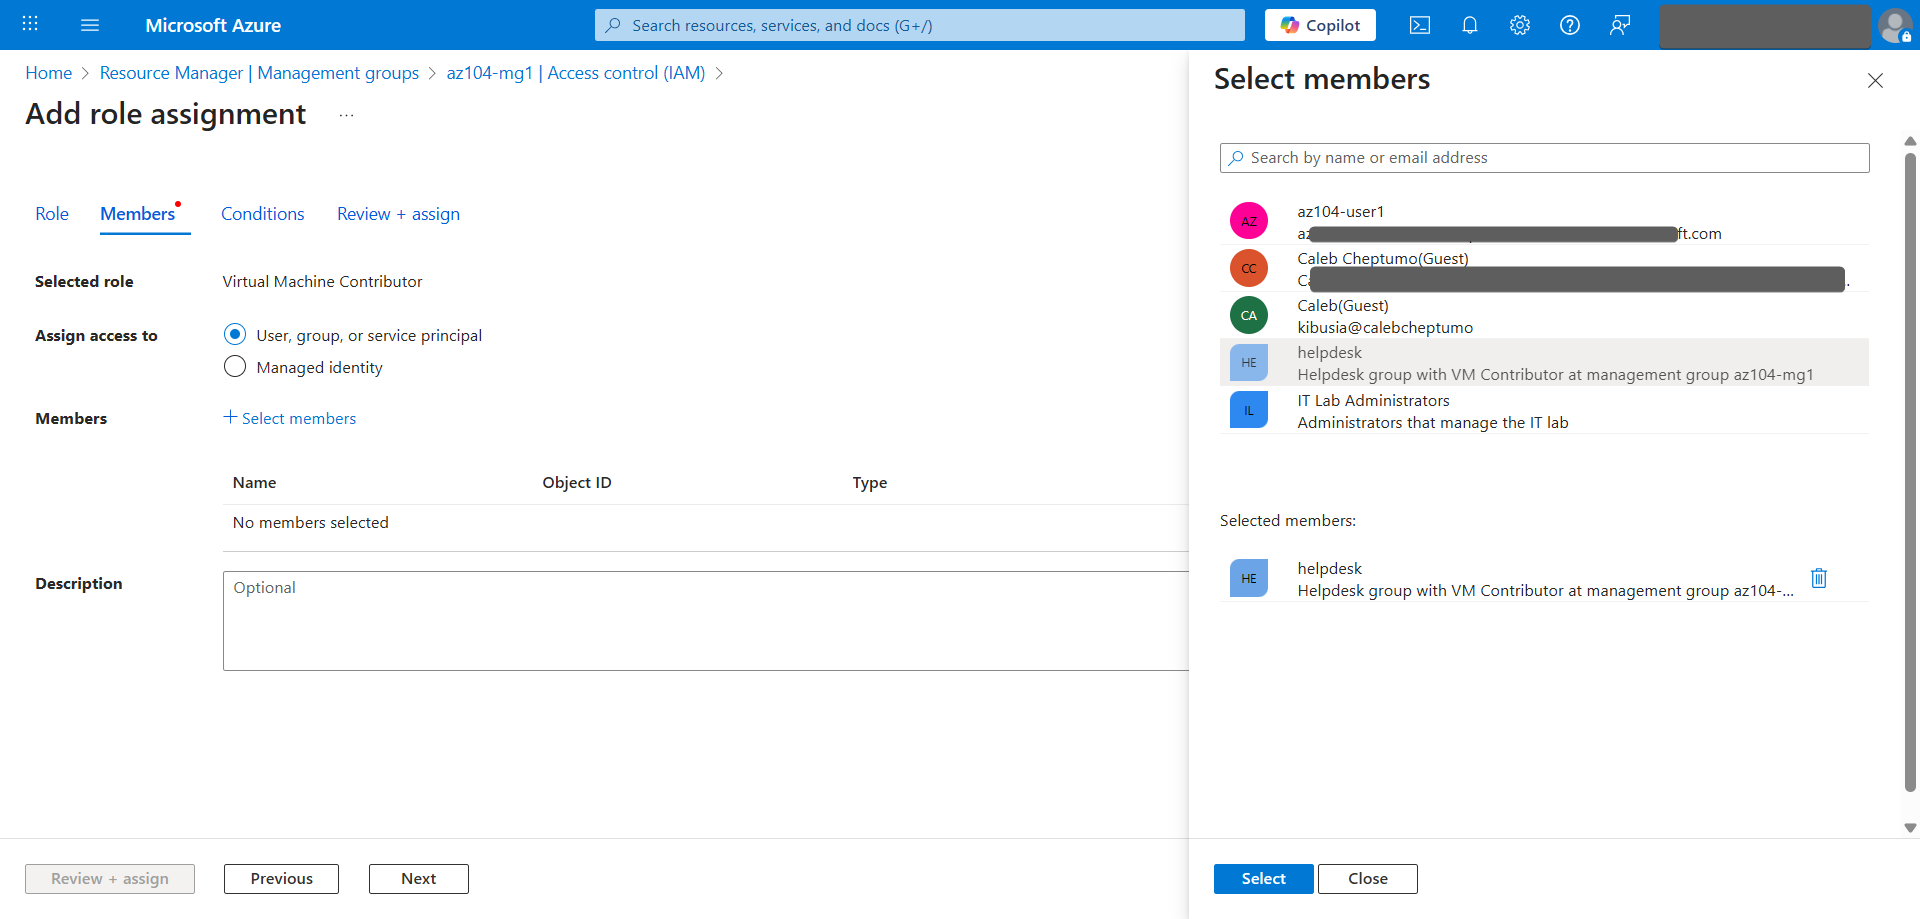 Microsoft Azure
Search resources, services, and docs (G+/)
Copilot
Home > Resource Manager | Management groups > az104-mg1 | Access control (IAM) >
Add role assignment ...
Role Members Conditions Review + assign
Selected role Virtual Machine Contributor
Assign access to User, group, or service principal
Managed identity
Members + Select members
Name Object ID Type
No members selected
Description Optional
Review + assign Previous Next
Select members
Search by name or email address
AZ az104-user1
az ft.com
CC Caleb Cheptumo(Guest)
Ca .
CA Caleb(Guest)
kibusia@calebcheptumo
HE helpdesk
Helpdesk group with VM Contributor at management group az104-mg1
IL IT Lab Administrators
Administrators that manage the IT lab
Selected members:
HE helpdesk
Helpdesk group with VM Contributor at management group az104-...
Select Close